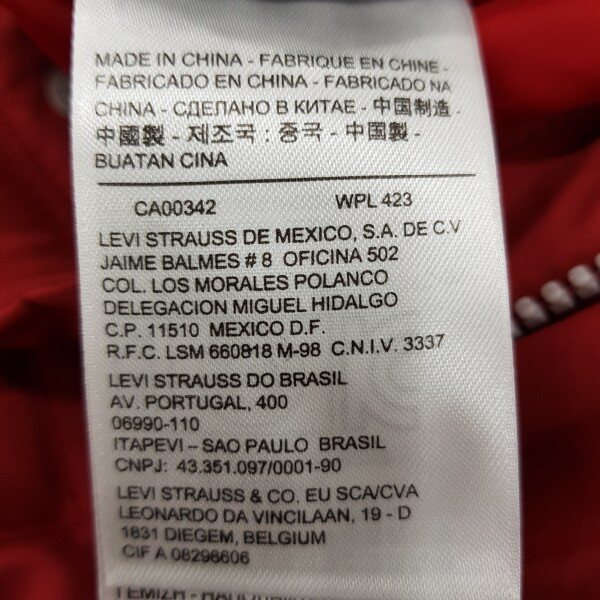 MADE IN CHINA - FABRIQUE EN CHINE -
FABRICADO EN CHINA - FABRICADO NA
CHINA - СДЕЛАНО В КИТАЕ - 中国制造 -
中國製 - 제조국 : 중국 - 中国製 -
BUATAN CINA
CA00342 WPL 423
LEVI STRAUSS DE MEXICO, S.A. DE C.V
JAIME BALMES # 8 OFICINA 502
COL. LOS MORALES POLANCO
DELEGACION MIGUEL HIDALGO
C.P. 11510 MEXICO D.F.
R.F.C. LSM 660818 M-98 C.N.I.V. 3337
LEVI STRAUSS DO BRASIL
AV. PORTUGAL, 400
06990-110
ITAPEVI – SAO PAULO BRASIL
CNPJ: 43.351.097/0001-90
LEVI STRAUSS & CO. EU SCA/CVA
LEONARDO DA VINCILAAN, 19 - D
1831 DIEGEM, BELGIUM
CIF A 08298606